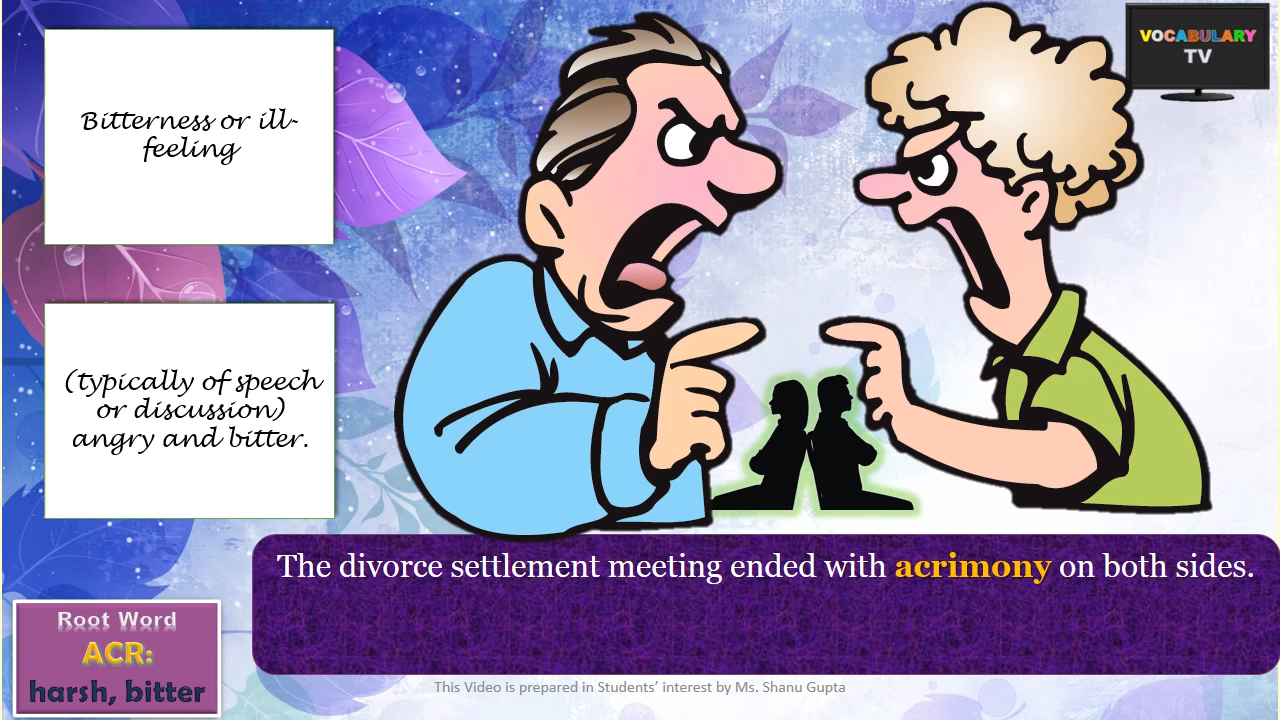 Bitterness or ill-
feeling
VOCABULARY
TV
(typically of speech
or discussion)
angry and bitter.
The divorce settlement meeting ended with acrimony on both sides.
Root Word
ACR:
harsh, bitter
This Video is prepared in Students’ interest by Ms. Shanu Gupta